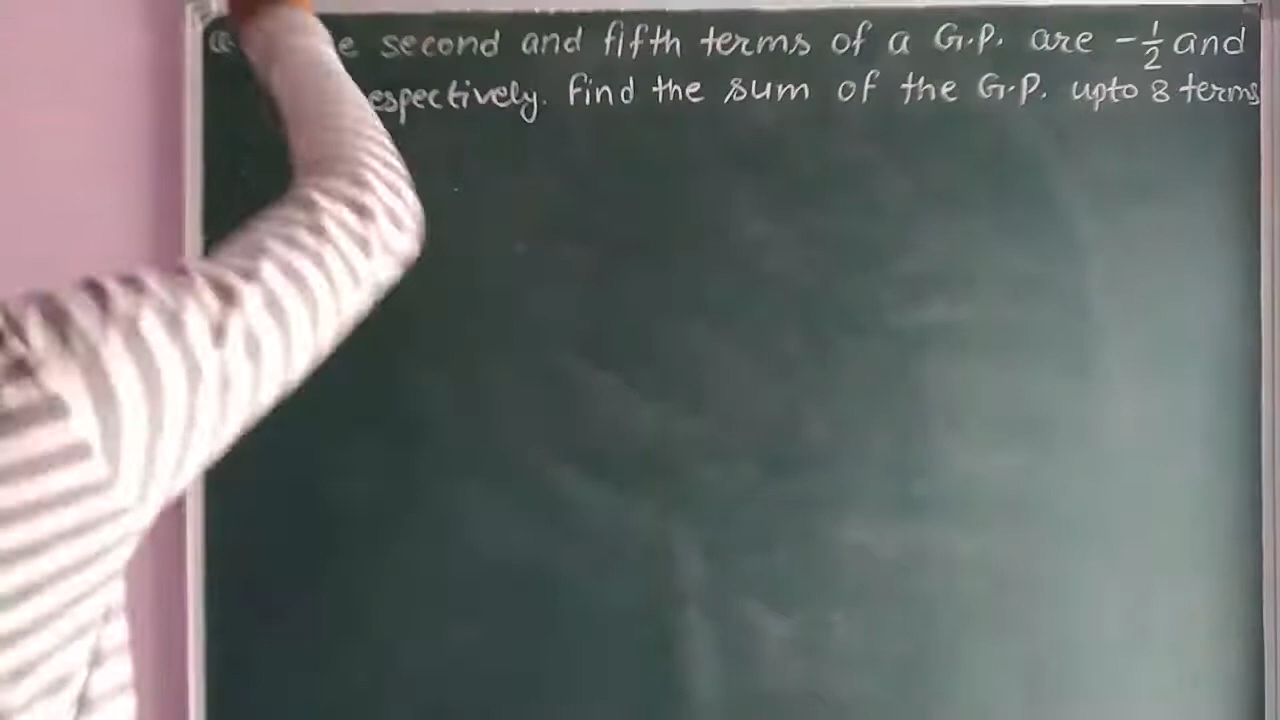 second and fifth terms of a G.P. are -1/2 and
espectively. Find the sum of the G.P. upto 8 terms